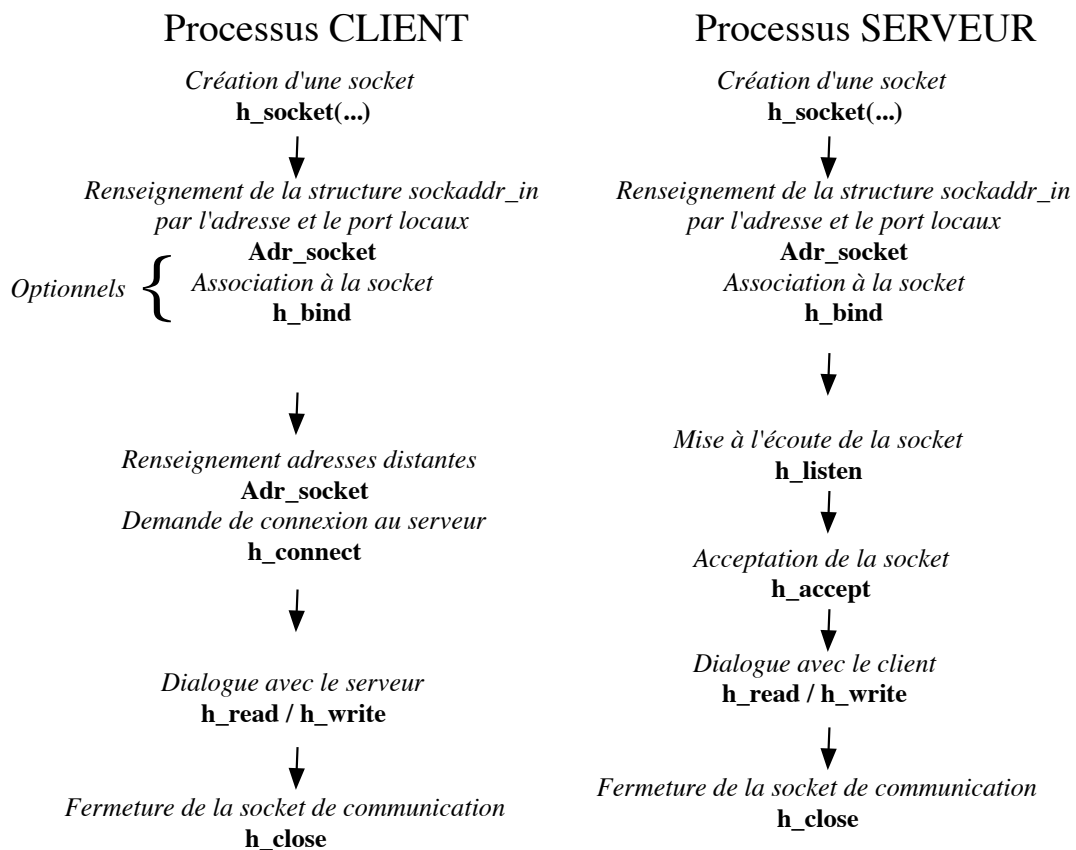 Processus CLIENT
Création d'une socket
h_socket(...)
Renseignement de la structure sockaddr_in
par l'adresse et le port locaux
Adr_socket
Optionnels {
Association à la socket
h_bind
Renseignement adresses distantes
Adr_socket
Demande de connexion au serveur
h_connect
Dialogue avec le serveur
h_read / h_write
Fermeture de la socket de communication
h_close
Processus SERVEUR
Création d'une socket
h_socket(...)
Renseignement de la structure sockaddr_in
par l'adresse et le port locaux
Adr_socket
Association à la socket
h_bind
Mise à l'écoute de la socket
h_listen
Acceptation de la socket
h_accept
Dialogue avec le client
h_read / h_write
Fermeture de la socket de communication
h_close